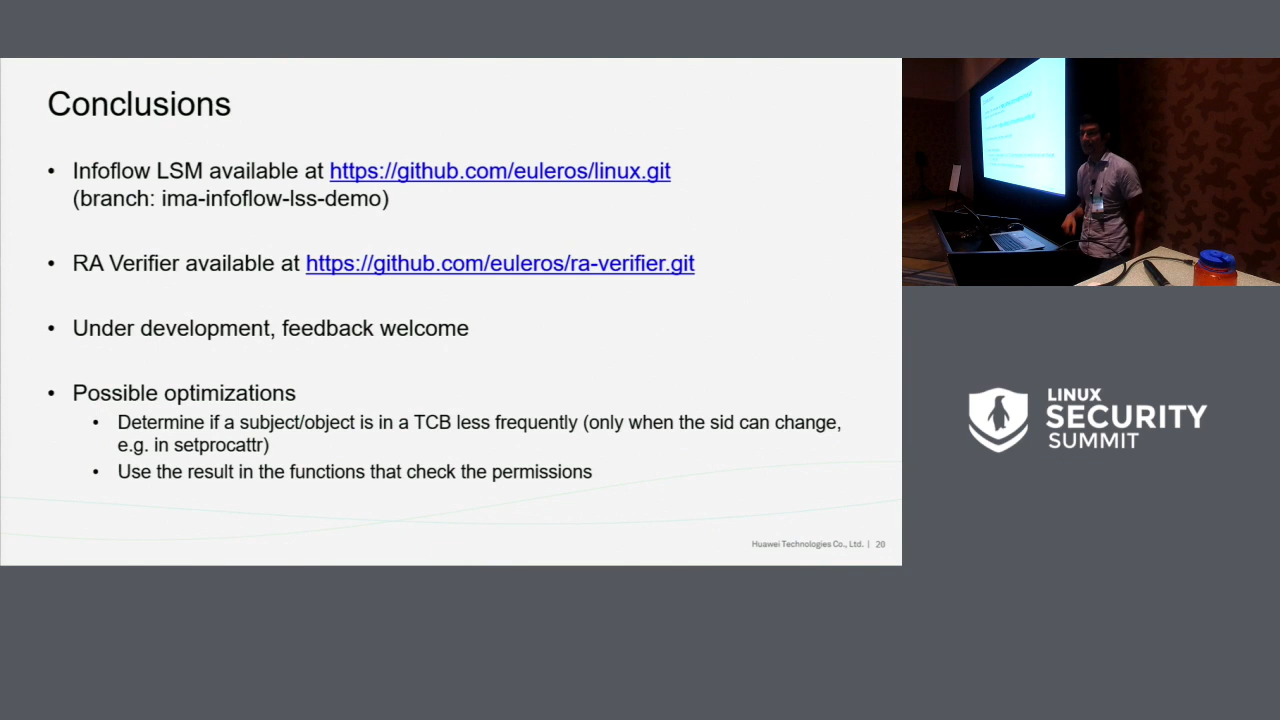 Conclusions
• Infoflow LSM available at https://github.com/euleros/linux.git
(branch: ima-infoflow-lss-demo)
• RA Verifier available at https://github.com/euleros/ra-verifier.git
• Under development, feedback welcome
• Possible optimizations
• Determine if a subject/object is in a TCB less frequently (only when the sid can change,
e.g. in setprocattr)
• Use the result in the functions that check the permissions
Huawei Technologies Co., Ltd. | 20
LINUX
SECURITY
SUMMIT